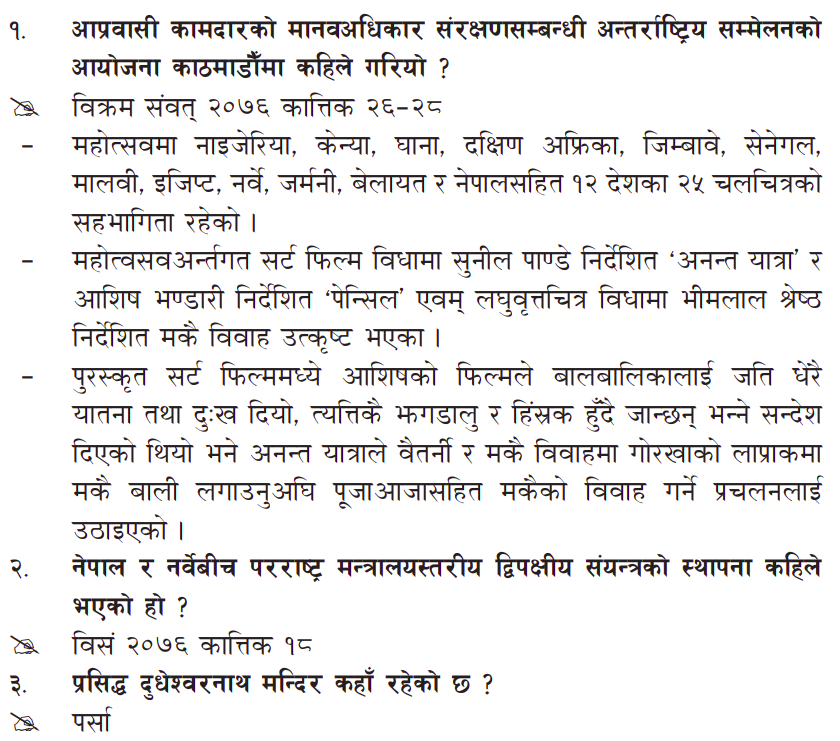 १. आप्रवासी कामदारको मानवअधिकार संरक्षणसम्बन्धी अन्तर्राष्ट्रिय सम्मेलनको
आयोजना काठमाडौँमा कहिले गरियो ?
विक्रम संवत् २०७६ कात्तिक २६–२८
– महोत्सवमा नाइजेरिया, केन्या, घाना, दक्षिण अफ्रिका, जिम्बावे, सेनेगल,
मालवी, इजिप्ट, नर्वे, जर्मनी, बेलायत र नेपालसहित १२ देशका २५ चलचित्रको
सहभागिता रहेको ।
– महोत्वसवअर्न्तगत सर्ट फिल्म विधामा सुनील पाण्डे निर्देशित ‘अनन्त यात्रा’ र
आशिष भण्डारी निर्देशित ‘पेन्सिल’ एवम् लघुवृत्तचित्र विधामा भीमलाल श्रेष्ठ
निर्देशित मकै विवाह उत्कृष्ट भएका ।
– पुरस्कृत सर्ट फिल्ममध्ये आशिषको फिल्मले बालबालिकालाई जति धेरै
यातना तथा दुःख दियो, त्यत्तिकै झगडालु र हिंस्रक हुँदै जान्छन् भन्ने सन्देश
दिएको थियो भने अनन्त यात्राले वैतर्नी र मकै विवाहमा गोरखाको लाप्राकमा
मकै बाली लगाउनुअघि पूजाआजासहित मकैको विवाह गर्ने प्रचलनलाई
उठाइएको ।
२. नेपाल र नर्वेबीच परराष्ट्र मन्त्रालयस्तरीय द्विपक्षीय संयन्त्रको स्थापना कहिले
भएको हो ?
विसं २०७६ कात्तिक १८
३. प्रसिद्ध दुधेश्वरनाथ मन्दिर कहाँ रहेको छ ?
पर्सा